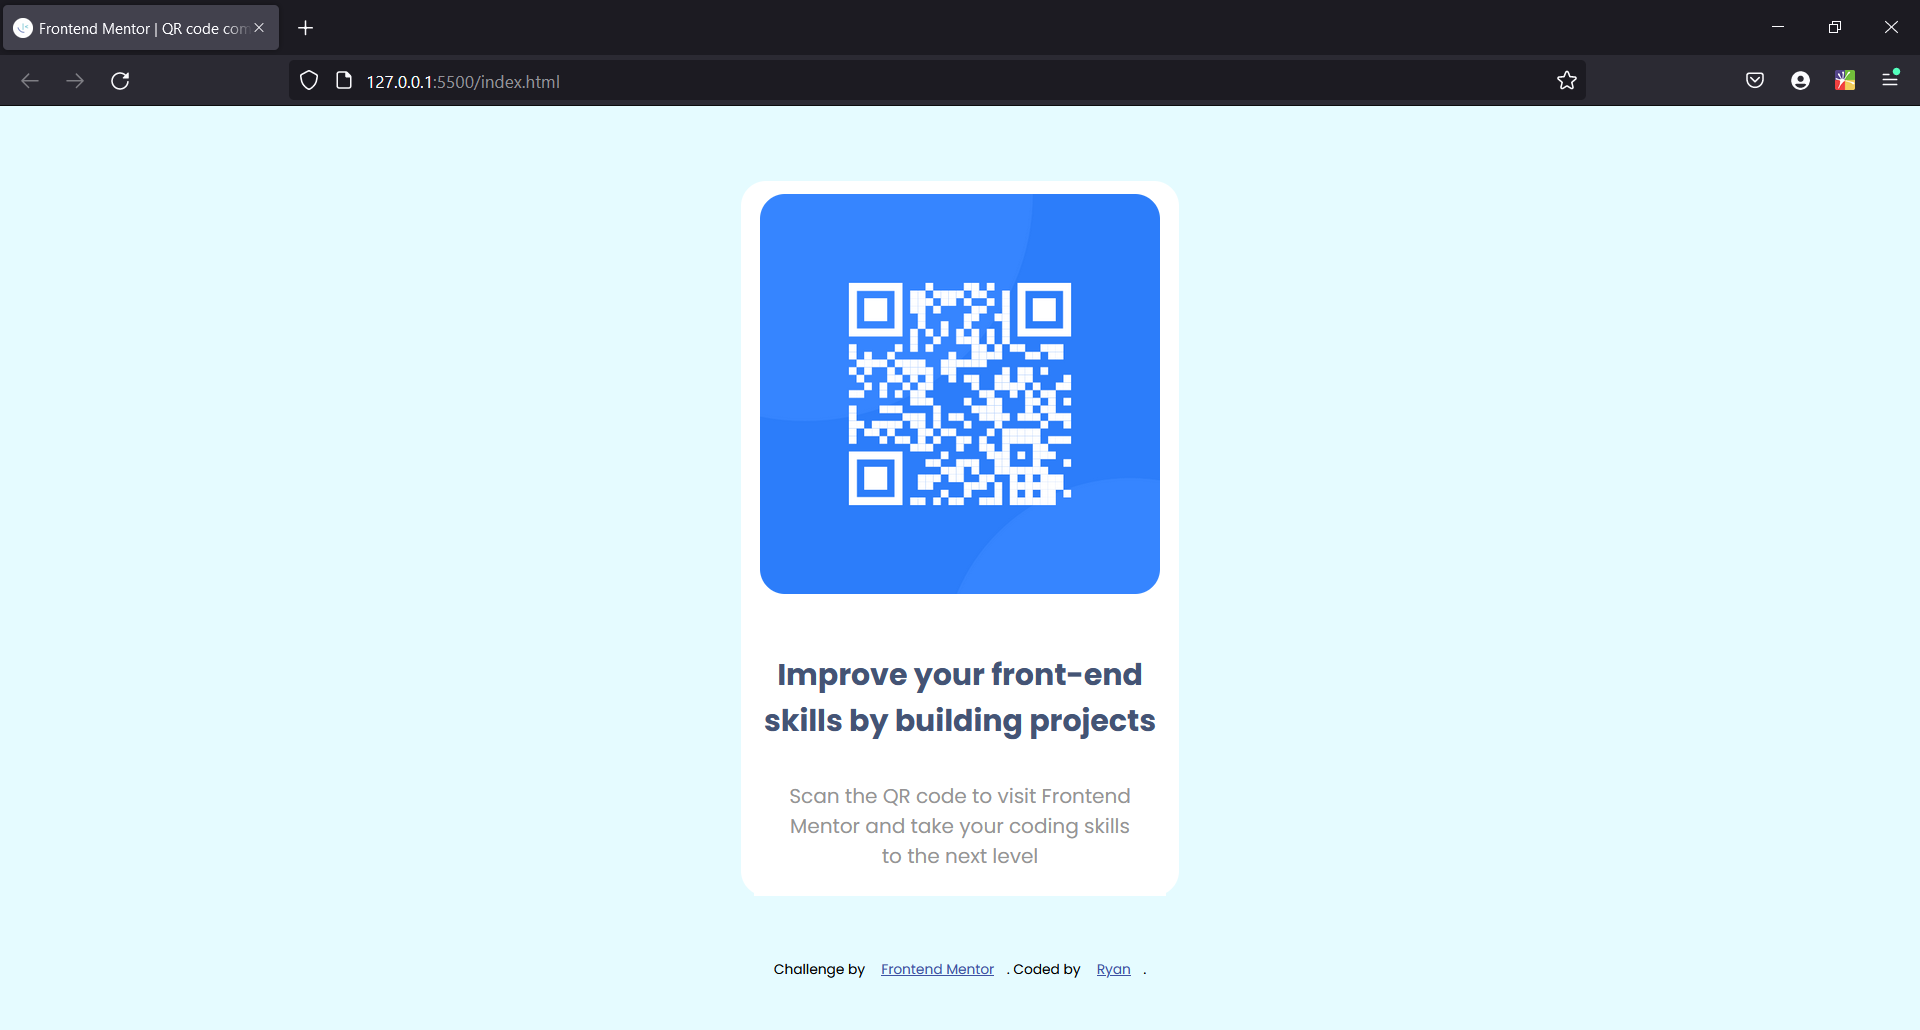 Frontend Mentor | QR code com
127.0.0.1:5500/index.html
Improve your front-end
skills by building projects
Scan the QR code to visit Frontend
Mentor and take your coding skills
to the next level
Challenge by Frontend Mentor . Coded by Ryan .